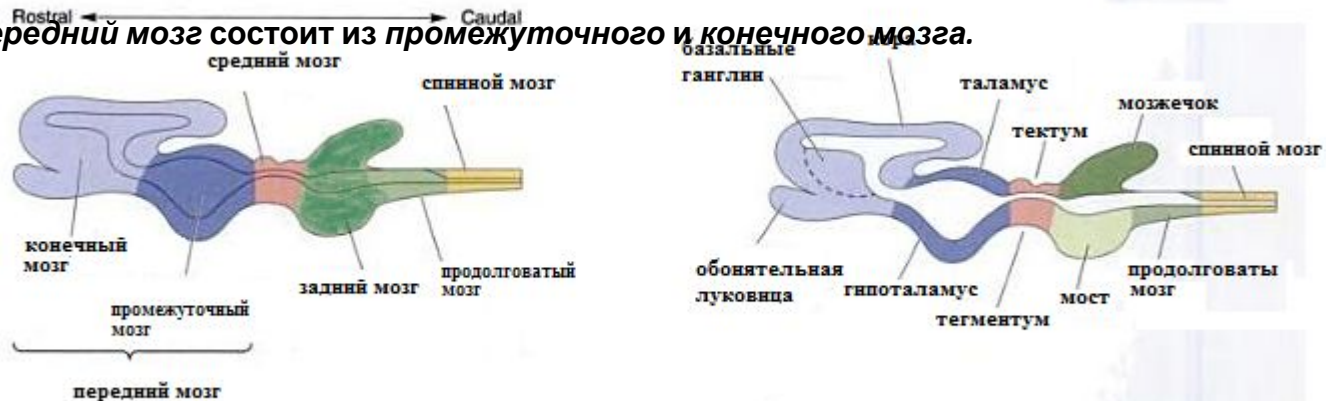 Rostral Caudal
ередний мозг состоит из промежуточного и конечного мозга.
средний мозг
спинной мозг
конечный
мозг
промежуточный
мозг
задний мозг
продолговатый
мозг
передний мозг
базальные
ганглии
кора
таламус
тектум
мозжечок
спинной мозг
обонятельная
луковица
гипоталамус
тегментум
мост
продолговаты
мозг